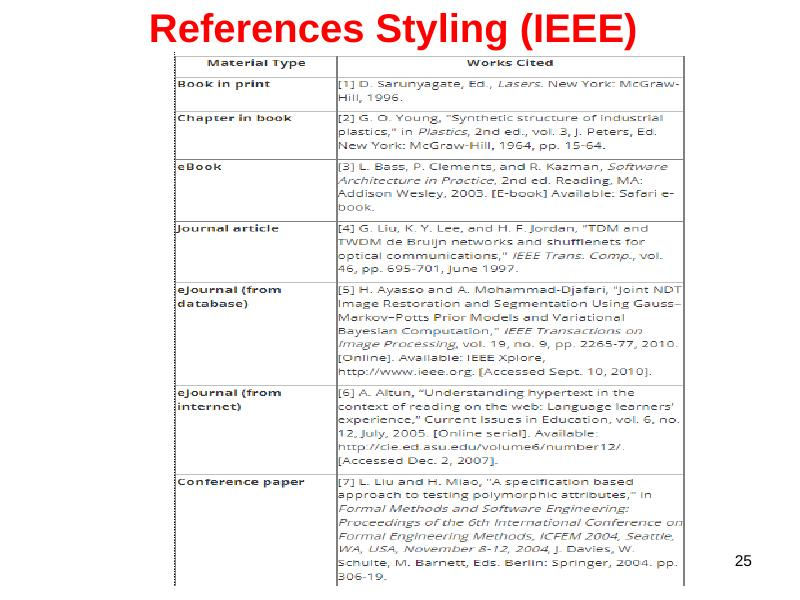 References Styling (IEEE)
Material Type Works Cited
Book in print [1] D. Sarunyagate, Ed., Lasers. New York: McGraw-
Hill, 1996.
Chapter in book [2] G. O. Young, "Synthetic structure of industrial
plastics," in Plastics, 2nd ed., vol. 3, J. Peters, Ed.
New York: McGraw-Hill, 1964, pp. 15-64.
eBook [3] L. Bass, P. Clements, and R. Kazman, Software
Architecture in Practice, 2nd ed. Reading, MA:
Addison Wesley, 2003. [E-book] Available: Safari e-
book.
Journal article [4] G. Liu, K. Y. Lee, and H. F. Jordan, "TDM and
TWDM de Bruijn networks and shufflenets for
optical communications," IEEE Trans. Comp., vol.
46, pp. 695-701, June 1997.
eJournal (from
database)
[5] H. Ayasso and A. Mohammad-Djafari, "Joint NDT
Image Restoration and Segmentation Using Gauss–
Markov–Potts Prior Models and Variational
Bayesian Computation," IEEE Transactions on
Image Processing, vol. 19, no. 9, pp. 2265-77, 2010.
[Online]. Available: IEEE Xplore,
http://www.ieee.org. [Accessed Sept. 10, 2010].
eJournal (from
internet)
[6] A. Altun, "Understanding hypertext in the
context of reading on the web: Language learners'
experience," Current Issues in Education, vol. 6, no.
12, July, 2005. [Online serial]. Available:
http://cie.ed.asu.edu/volume6/number12/.
[Accessed Dec. 2, 2007].
Conference paper [7] L. Liu and H. Miao, "A specification based
approach to testing polymorphic attributes," in
Formal Methods and Software Engineering:
Proceedings of the 6th International Conference on
Formal Engineering Methods, ICFEM 2004, Seattle,
WA, USA, November 8-12, 2004, J. Davies, W.
Schulte, M. Barnett, Eds. Berlin: Springer, 2004. pp.
306-19.
25